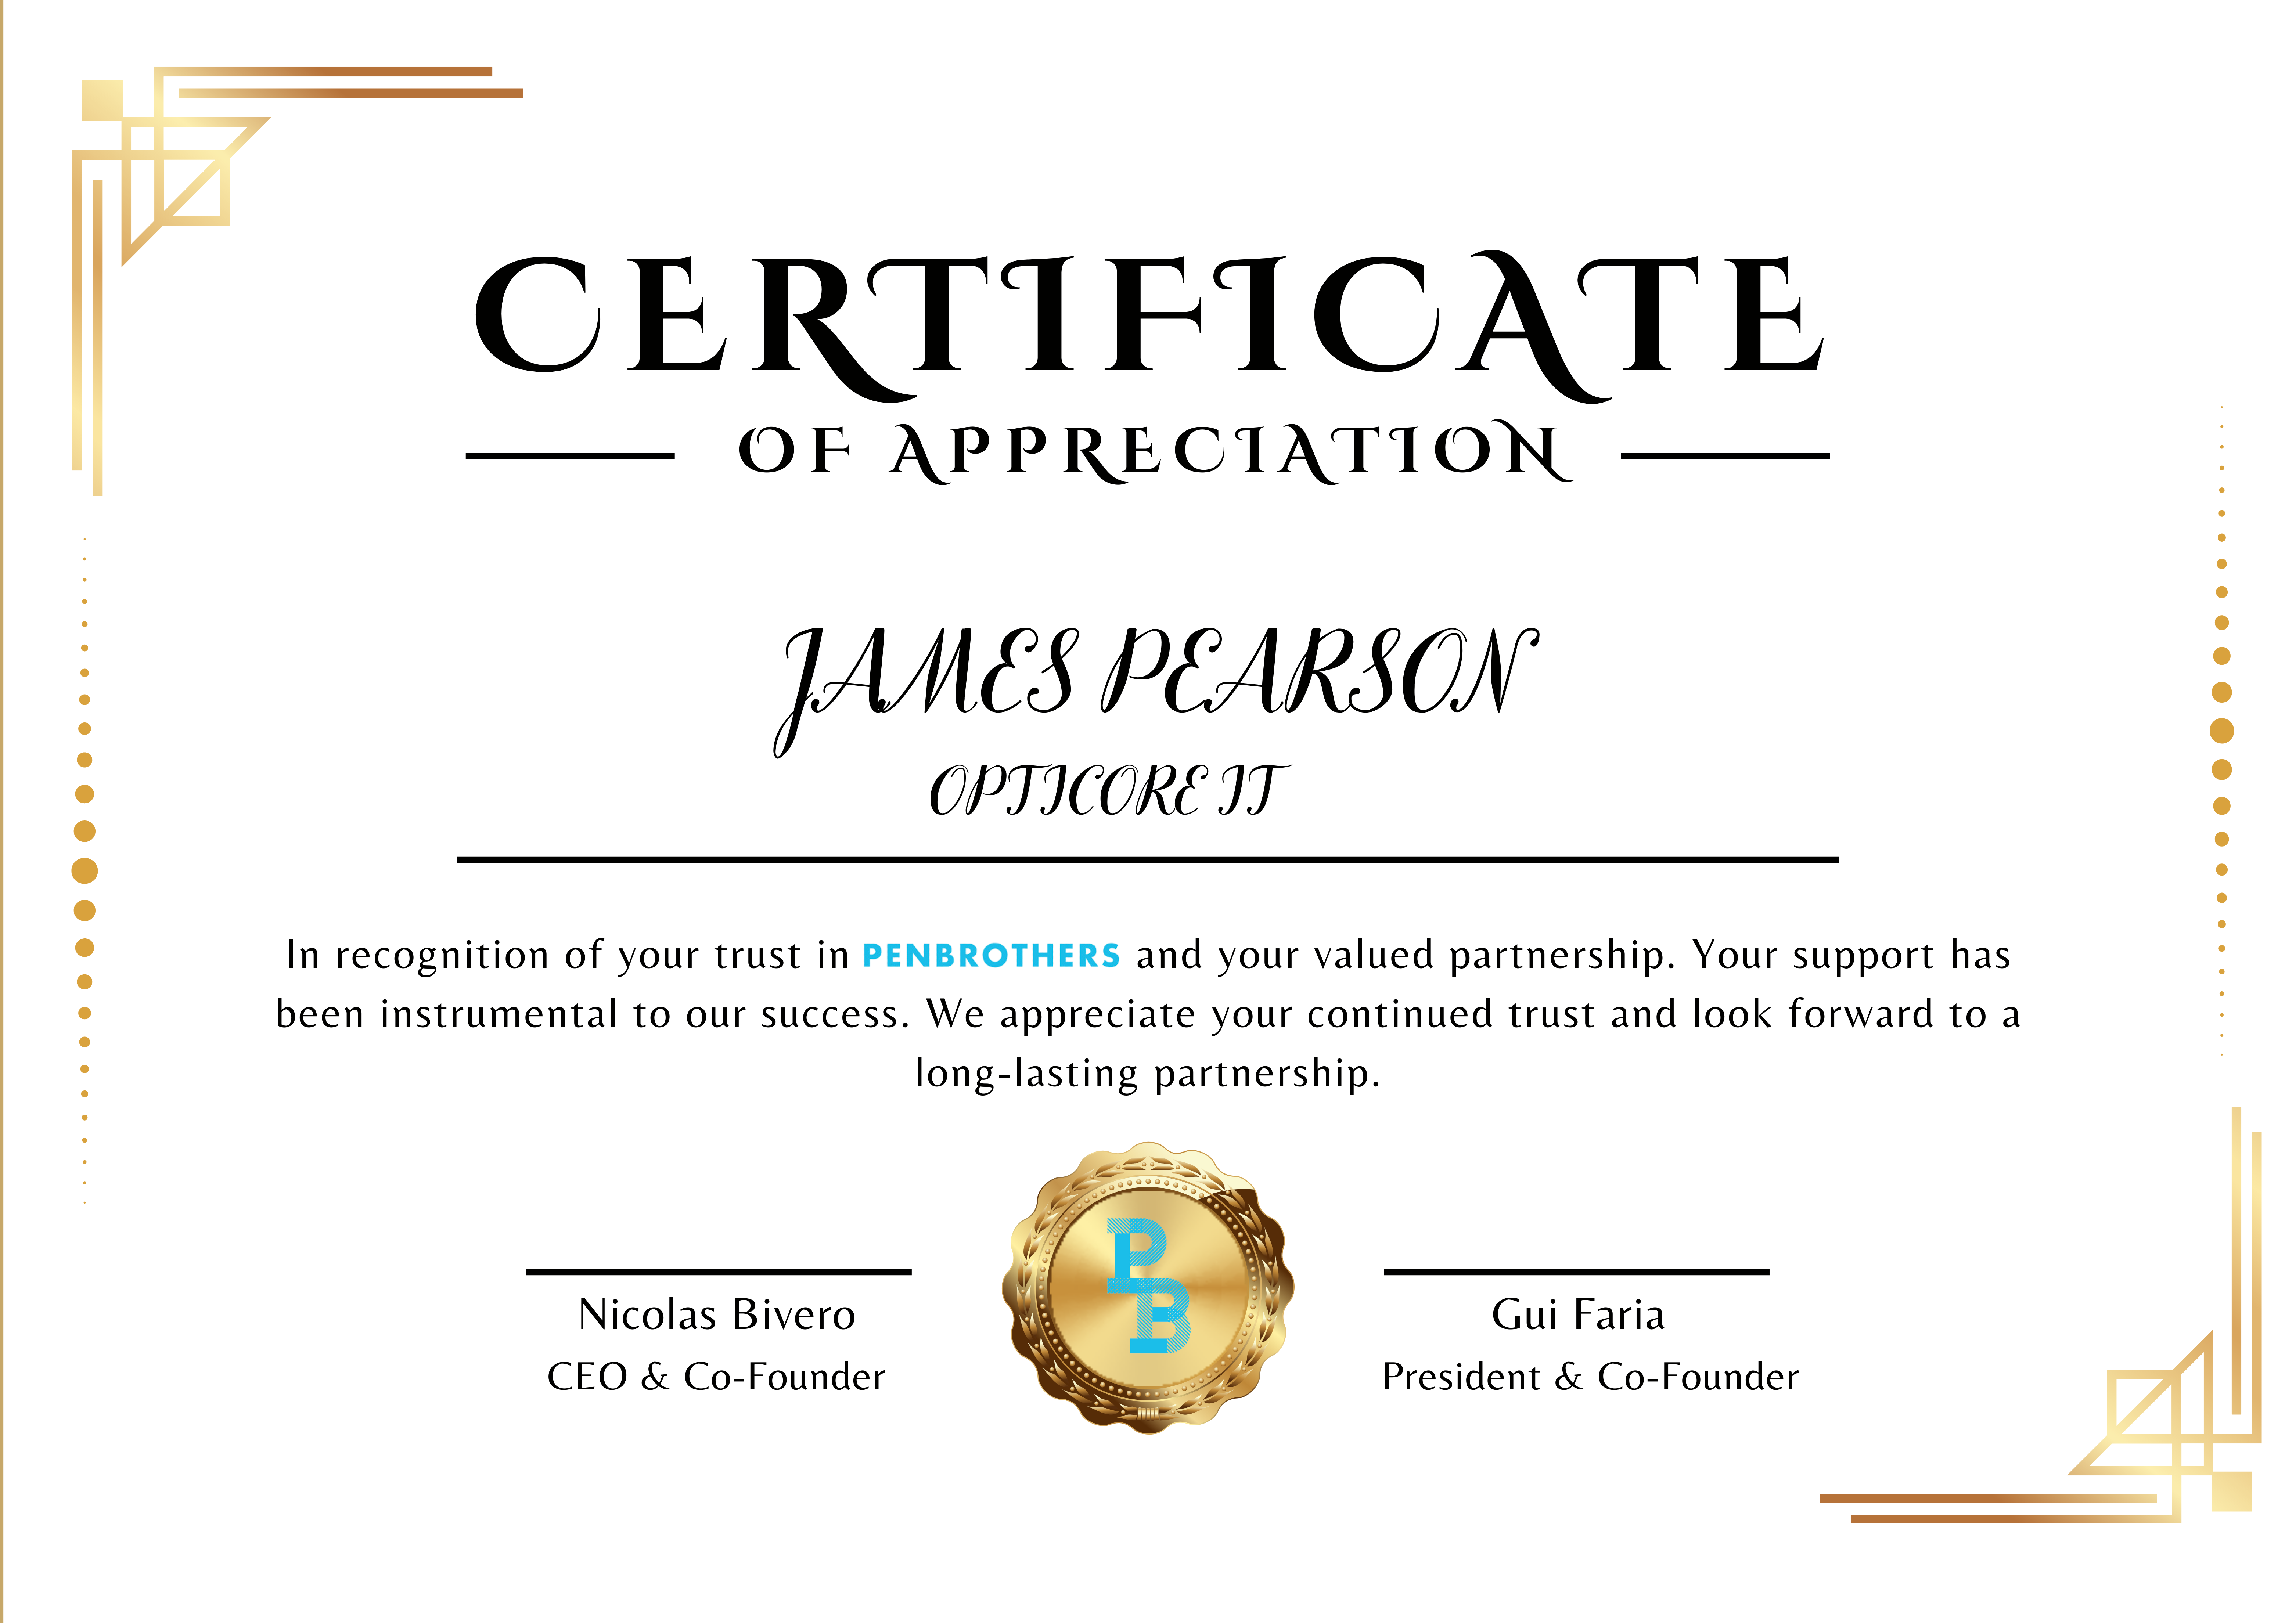 CERTIFICATE
OF APPRECIATION
JAMES PEARSON
OPTICORE IT
In recognition of your trust in PENBROTHERS and your valued partnership. Your support has
been instrumental to our success. We appreciate your continued trust and look forward to a
long-lasting partnership.
PB
Nicolas Bivero
CEO & Co-Founder
Gui Faria
President & Co-Founder